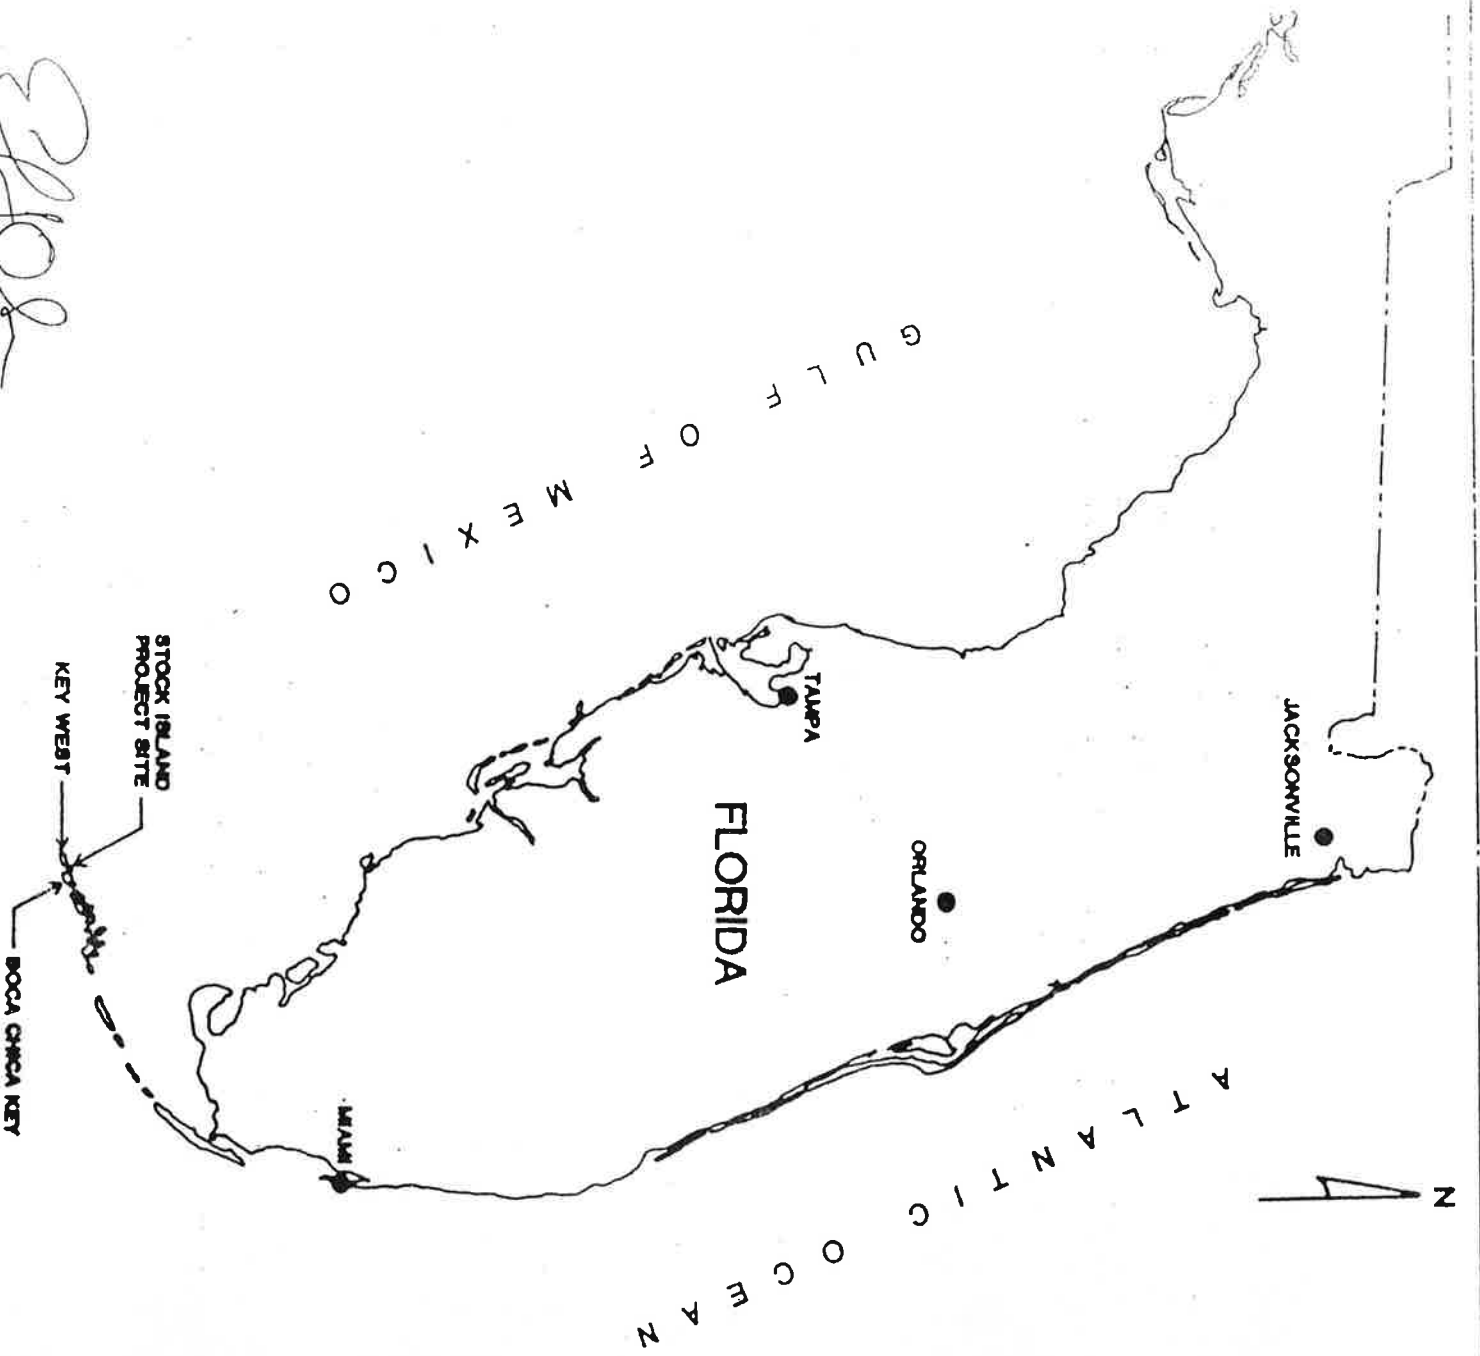 N
JACKSONVILLE
ORLANDO
TAMPA
FLORIDA
GULF OF MEXICO
ATLANTIC OCEAN
MIAMI
STOCK ISLAND
PROJECT SITE
KEY WEST
BOCA CHICA KEY